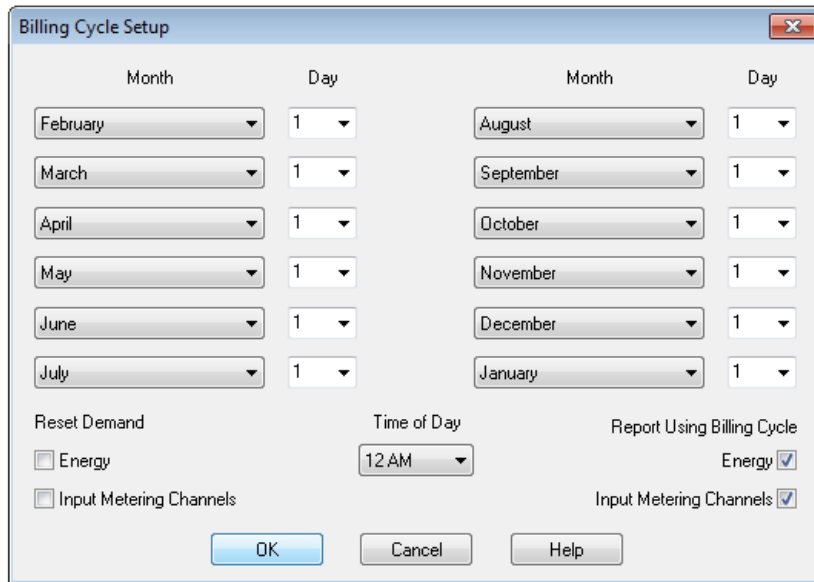 Billing Cycle Setup
Month Day Month Day
February 1 August 1
March 1 September 1
April 1 October 1
May 1 November 1
June 1 December 1
July 1 January 1
Reset Demand Time of Day Report Using Billing Cycle
Energy 12 AM Energy
Input Metering Channels Input Metering Channels
OK Cancel Help